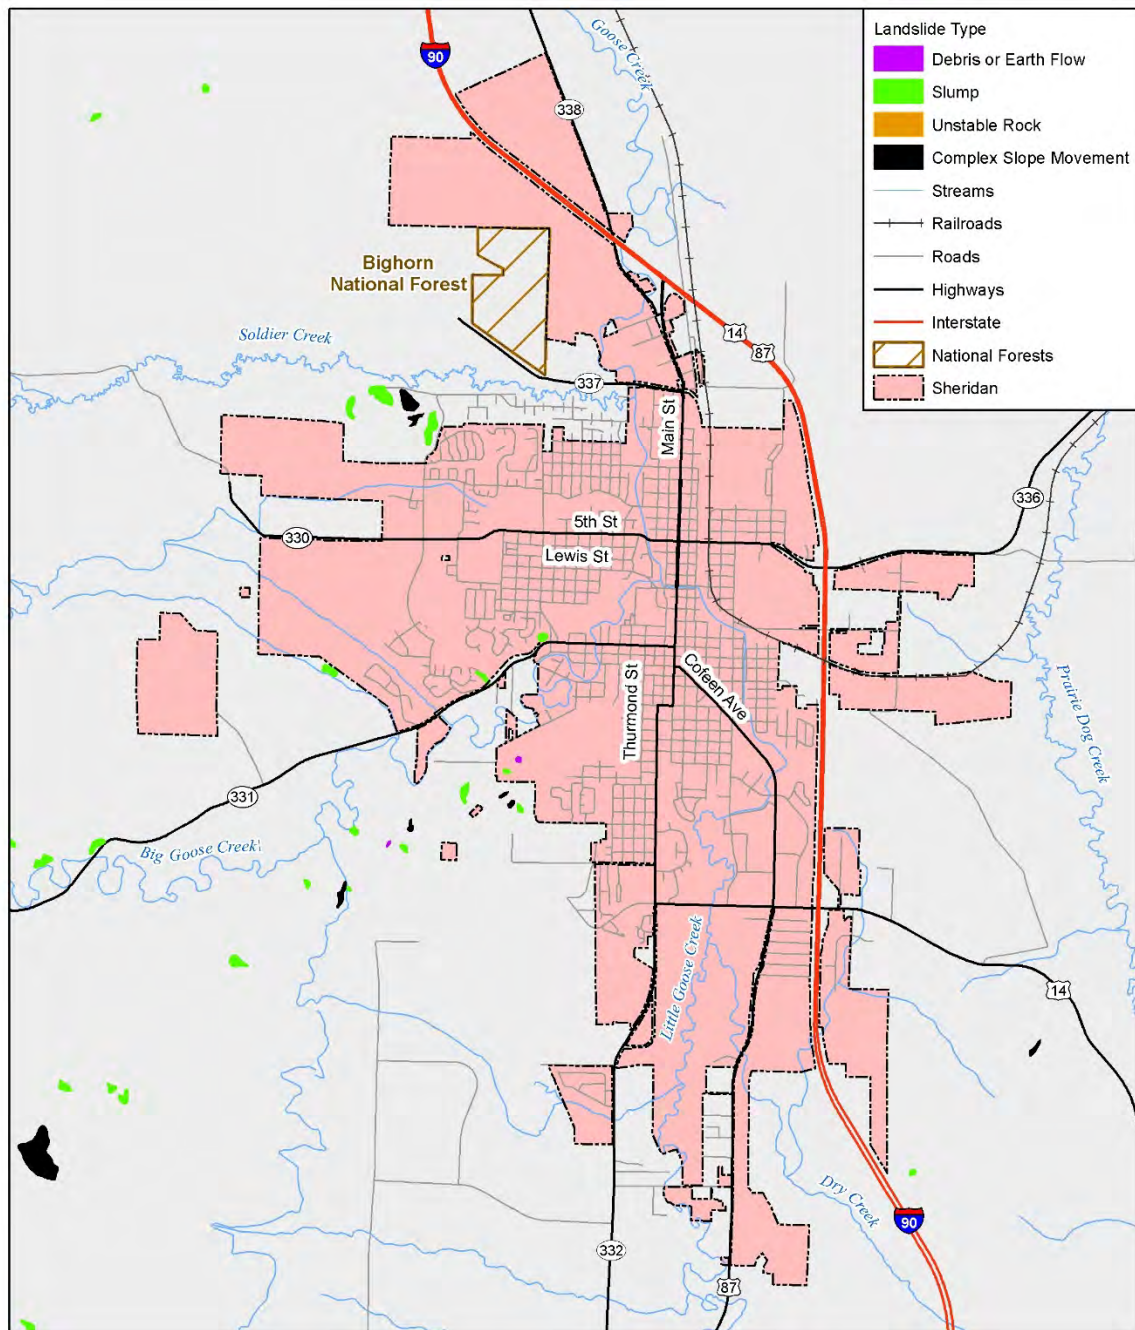 Landslide Type
Debris or Earth Flow
Slump
Unstable Rock
Complex Slope Movement
Streams
Railroads
Roads
Highways
Interstate
National Forests
Sheridan
Goose Creek
90
338
Bighorn
National Forest
Soldier Creek
14
87
337
Main St
336
5th St
330
Lewis St
Cofeen Ave
Thurmond St
Prairie Dog Creek
331
Big Goose Creek
Little Goose Creek
14
Dry Creek
90
332
87